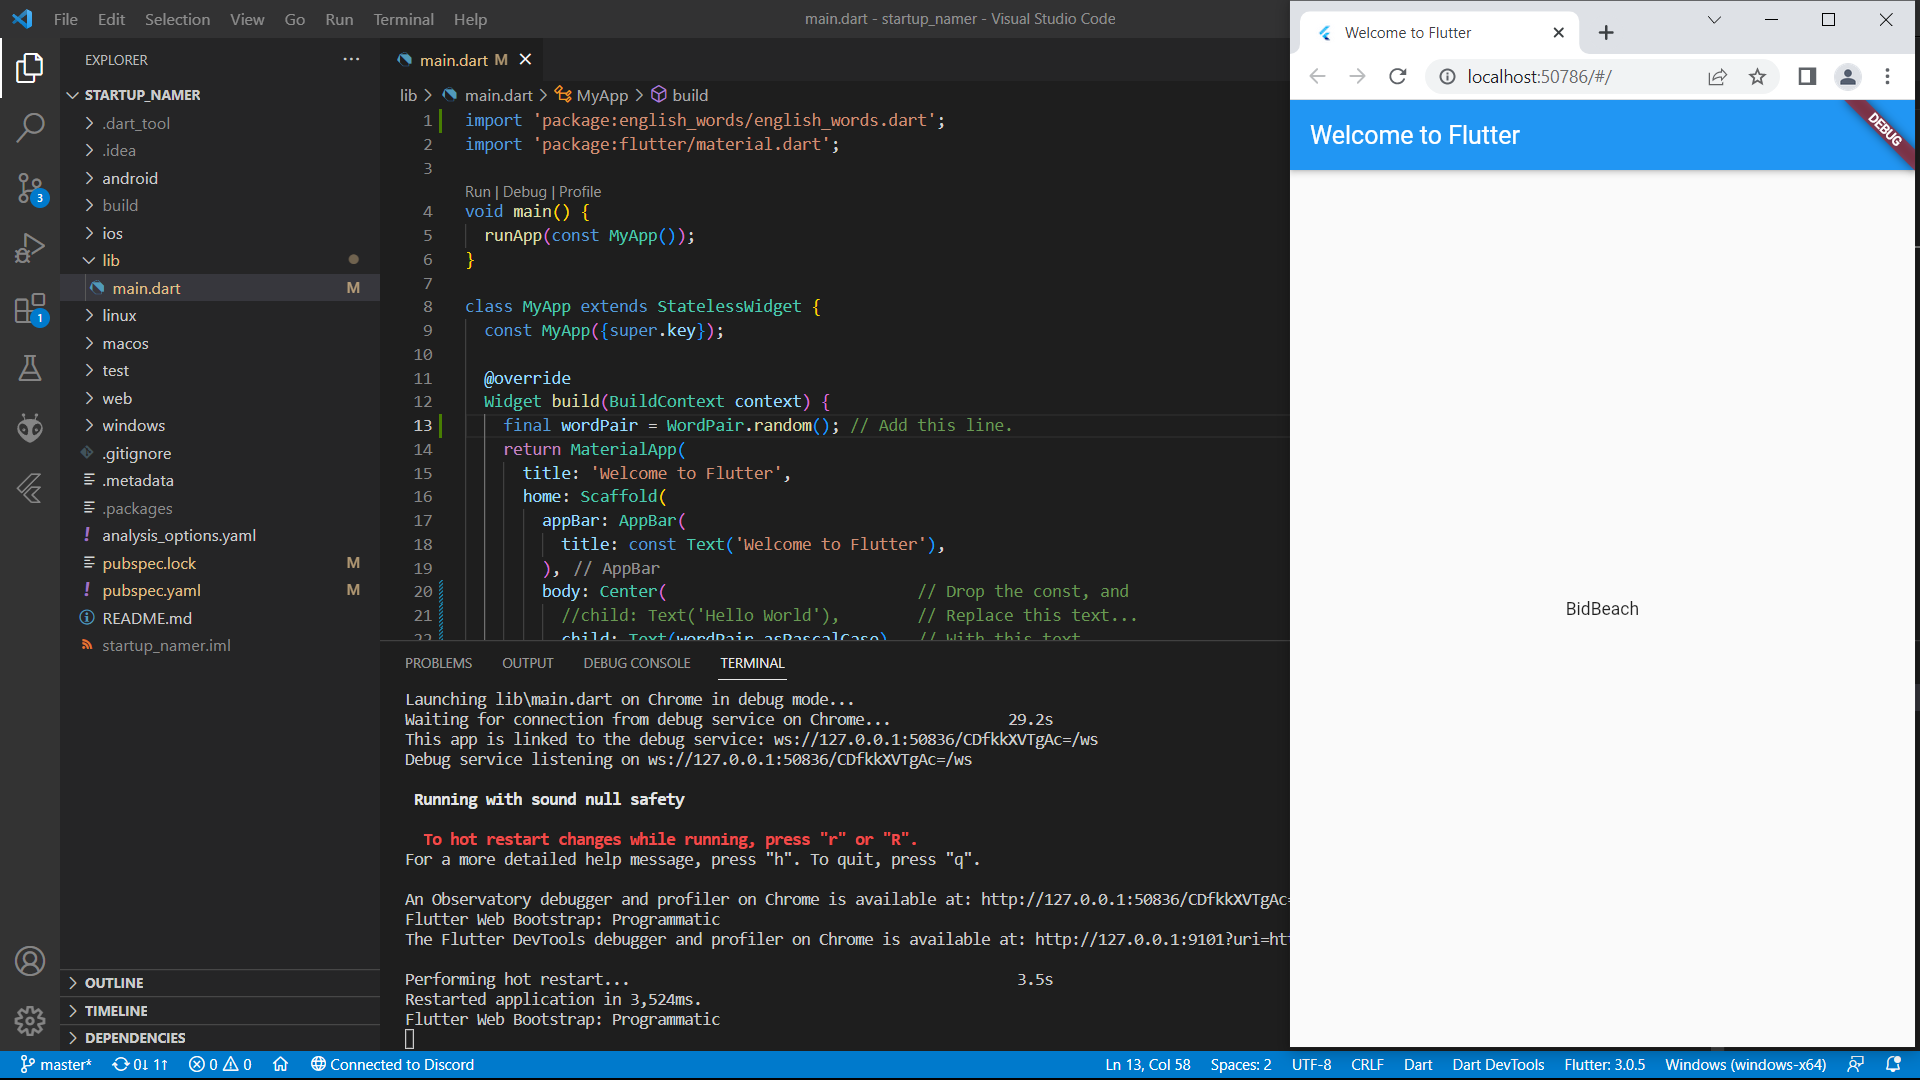 File Edit Selection View Go Run Terminal Help
main.dart - startup_namer - Visual Studio Code
EXPLORER
STARTUP_NAMER
.dart_tool
.idea
android
build
ios
lib
main.dart M
linux
macos
test
web
windows
.gitignore
.metadata
.packages
analysis_options.yaml
pubspec.lock M
pubspec.yaml M
README.md
startup_namer.iml
OUTLINE
TIMELINE
DEPENDENCIES
3
1
main.dart M
lib > main.dart > MyApp > build
1 import 'package:english_words/english_words.dart';
2 import 'package:flutter/material.dart';
3
Run | Debug | Profile
4 void main() {
5 runApp(const MyApp());
6 }
7
8 class MyApp extends StatelessWidget {
9 const MyApp({super.key});
10
11 @override
12 Widget build(BuildContext context) {
13 final wordPair = WordPair.random(); // Add this line.
14 return MaterialApp(
15 title: 'Welcome to Flutter',
16 home: Scaffold(
17 appBar: AppBar(
18 title: const Text('Welcome to Flutter'),
19 ), // AppBar
20 body: Center( // Drop the const, and
21 //child: Text('Hello World'), // Replace this text...
22 child: Text(wordPair.asPascalCase) // With this text
PROBLEMS OUTPUT DEBUG CONSOLE TERMINAL
Launching lib\main.dart on Chrome in debug mode...
Waiting for connection from debug service on Chrome... 29.2s
This app is linked to the debug service: ws://127.0.0.1:50836/CDfkkXVTgAc=/ws
Debug service listening on ws://127.0.0.1:50836/CDfkkXVTgAc=/ws
Running with sound null safety
To hot restart changes while running, press "r" or "R".
For a more detailed help message, press "h". To quit, press "q".
An Observatory debugger and profiler on Chrome is available at: http://127.0.0.1:50836/CDfkkXVTgAc=
Flutter Web Bootstrap: Programmatic
The Flutter DevTools debugger and profiler on Chrome is available at: http://127.0.0.1:9101?uri=htt
Performing hot restart... 3.5s
Restarted application in 3,524ms.
Flutter Web Bootstrap: Programmatic
Welcome to Flutter
localhost:50786/#/
Welcome to Flutter
DEBUG
BidBeach
master* 0↓ 1↑ 0 0 Connected to Discord
Ln 13, Col 58 Spaces: 2 UTF-8 CRLF Dart Dart DevTools Flutter: 3.0.5 Windows (windows-x64)